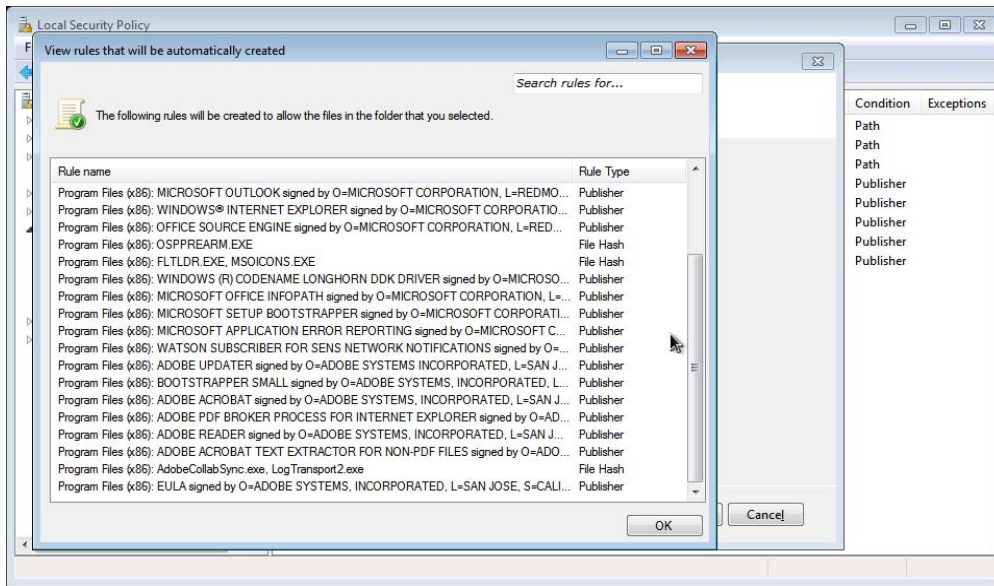 Local Security Policy
F
View rules that will be automatically created
Search rules for...
The following rules will be created to allow the files in the folder that you selected.
Rule name Rule Type
Program Files (x86): MICROSOFT OUTLOOK signed by O=MICROSOFT CORPORATION, L=REDMO... Publisher
Program Files (x86): WINDOWS® INTERNET EXPLORER signed by O=MICROSOFT CORPORATIO... Publisher
Program Files (x86): OFFICE SOURCE ENGINE signed by O=MICROSOFT CORPORATION, L=RED... Publisher
Program Files (x86): OSPPREARM.EXE File Hash
Program Files (x86): FLTLDR.EXE, MSOICONS.EXE File Hash
Program Files (x86): WINDOWS (R) CODENAME LONGHORN DDK DRIVER signed by O=MICROSO... Publisher
Program Files (x86): MICROSOFT OFFICE INFOPATH signed by O=MICROSOFT CORPORATION, L=... Publisher
Program Files (x86): MICROSOFT SETUP BOOTSTRAPPER signed by O=MICROSOFT CORPORATI... Publisher
Program Files (x86): MICROSOFT APPLICATION ERROR REPORTING signed by O=MICROSOFT C... Publisher
Program Files (x86): WATSON SUBSCRIBER FOR SENS NETWORK NOTIFICATIONS signed by O=... Publisher
Program Files (x86): ADOBE UPDATER signed by O=ADOBE SYSTEMS INCORPORATED, L=SAN J... Publisher
Program Files (x86): BOOTSTRAPPER SMALL signed by O=ADOBE SYSTEMS, INCORPORATED, L... Publisher
Program Files (x86): ADOBE ACROBAT signed by O=ADOBE SYSTEMS, INCORPORATED, L=SAN J... Publisher
Program Files (x86): ADOBE PDF BROKER PROCESS FOR INTERNET EXPLORER signed by O=AD... Publisher
Program Files (x86): ADOBE READER signed by O=ADOBE SYSTEMS, INCORPORATED, L=SAN J... Publisher
Program Files (x86): ADOBE ACROBAT TEXT EXTRACTOR FOR NON-PDF FILES signed by O=ADO... Publisher
Program Files (x86): AdobeCollabSync.exe, LogTransport2.exe File Hash
Program Files (x86): EULA signed by O=ADOBE SYSTEMS, INCORPORATED, L=SAN JOSE, S=CALI... Publisher
OK
Cancel
Condition Exceptions
Path
Path
Path
Publisher
Publisher
Publisher
Publisher
Publisher